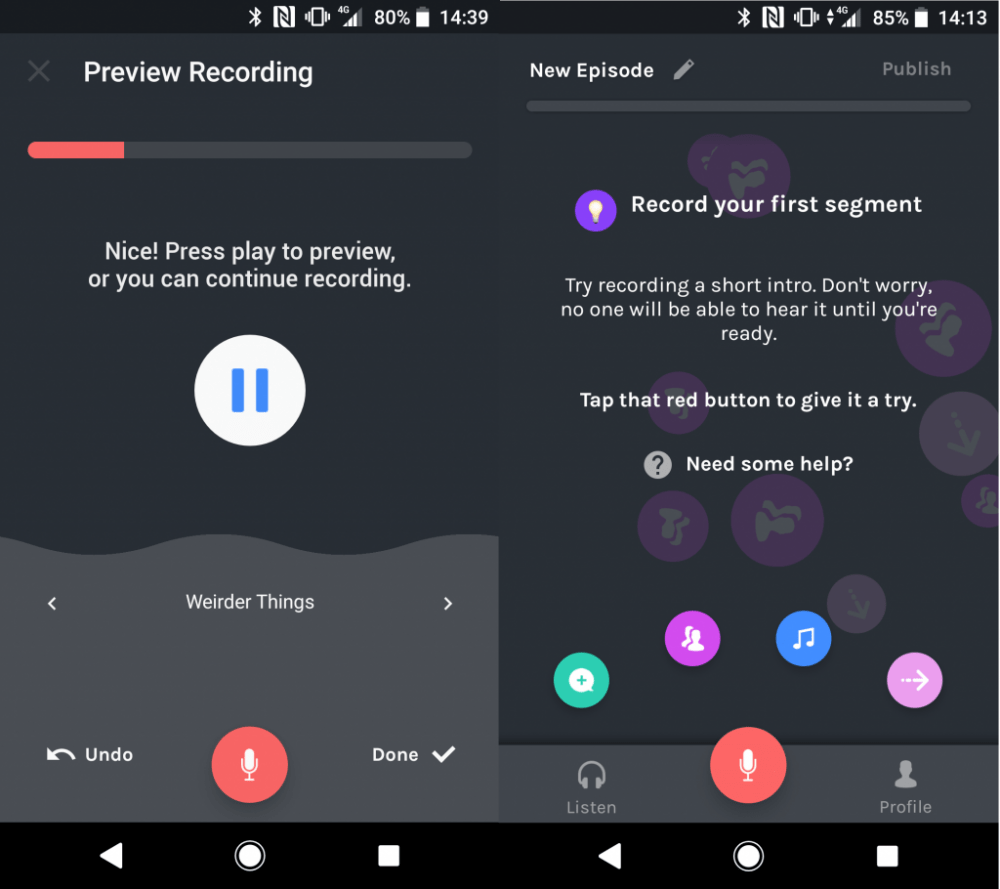 4G 80% 14:39
Preview Recording
Nice! Press play to preview,
or you can continue recording.
Weirder Things
Undo
Done
4G 85% 14:13
New Episode
Publish
Record your first segment
Try recording a short intro. Don't worry,
no one will be able to hear it until you're
ready.
Tap that red button to give it a try.
? Need some help?
Listen
Profile